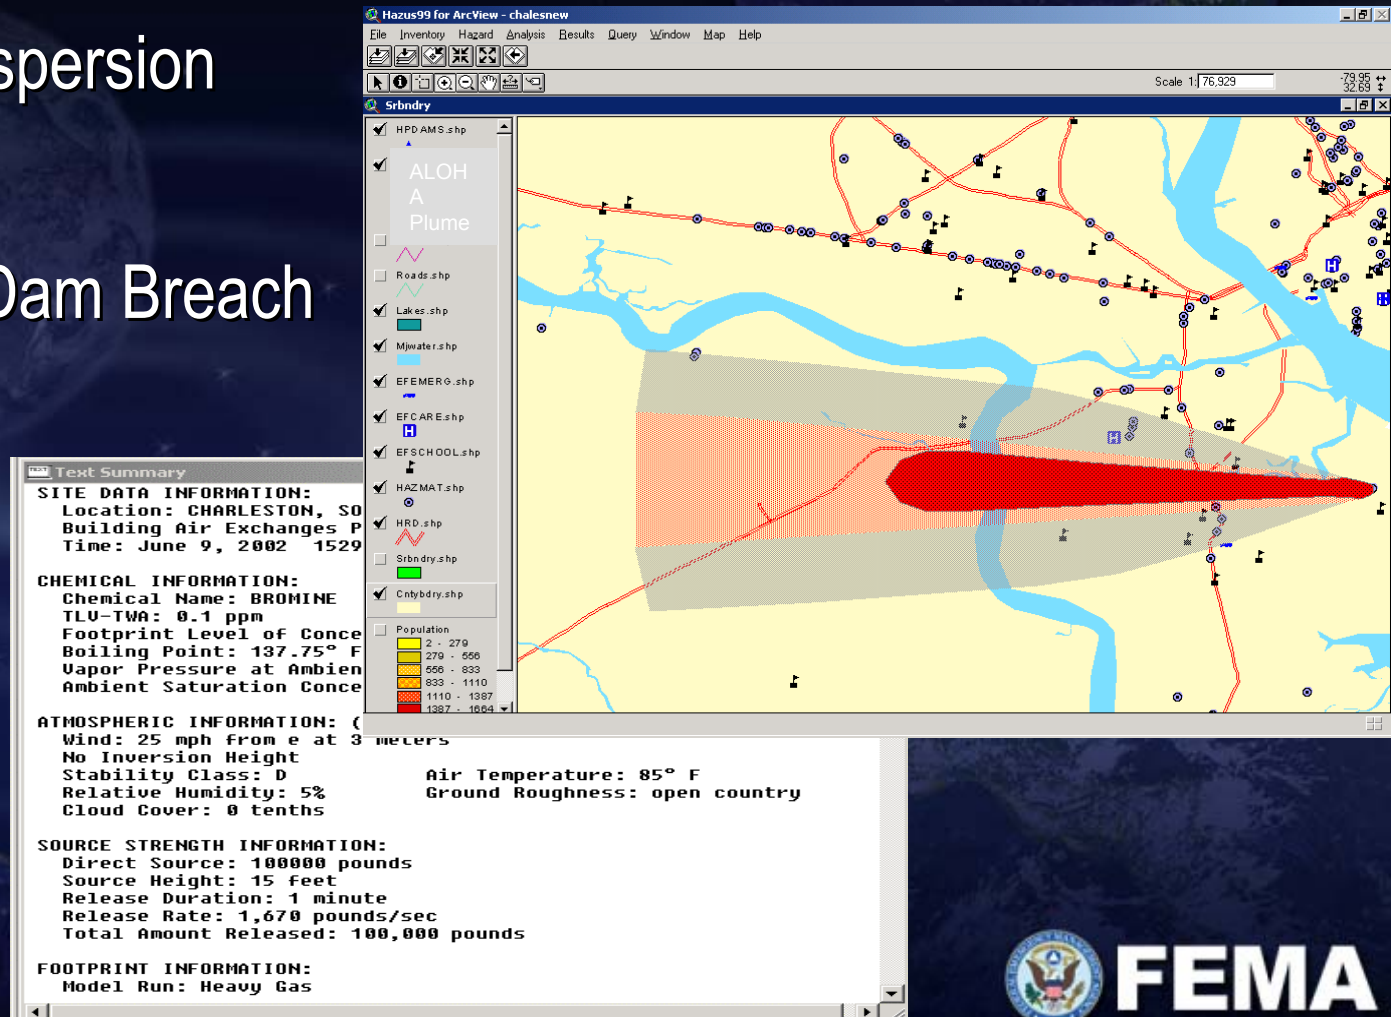 spersion
Dam Breach
Hazus99 for ArcView - chalesnew
File Inventory Hazard Analysis Results Query Window Map Help
Scale 1: 76,929
-79.95
32.69
Srbndry
HPDAMS.shp
ALOH
A
Plume
Roads.shp
Lakes.shp
Mjwater.shp
EFEMERG.shp
EFCARE.shp
H
EFSCHOOL.shp
HAZMAT.shp
HRD.shp
Srbndry.shp
Cntybdry.shp
Population
2 - 279
279 - 556
556 - 833
833 - 1110
1110 - 1387
1387 - 1664
H
H
H
Text Summary
SITE DATA INFORMATION:
Location: CHARLESTON, SO
Building Air Exchanges P
Time: June 9, 2002 1529
CHEMICAL INFORMATION:
Chemical Name: BROMINE
TLV-TWA: 0.1 ppm
Footprint Level of Conce
Boiling Point: 137.75° F
Vapor Pressure at Ambien
Ambient Saturation Conce
ATMOSPHERIC INFORMATION: (
Wind: 25 mph from e at 3 meters
No Inversion Height
Stability Class: D Air Temperature: 85° F
Relative Humidity: 5% Ground Roughness: open country
Cloud Cover: 0 tenths
SOURCE STRENGTH INFORMATION:
Direct Source: 100000 pounds
Source Height: 15 feet
Release Duration: 1 minute
Release Rate: 1,670 pounds/sec
Total Amount Released: 100,000 pounds
FOOTPRINT INFORMATION:
Model Run: Heavy Gas
FEMA